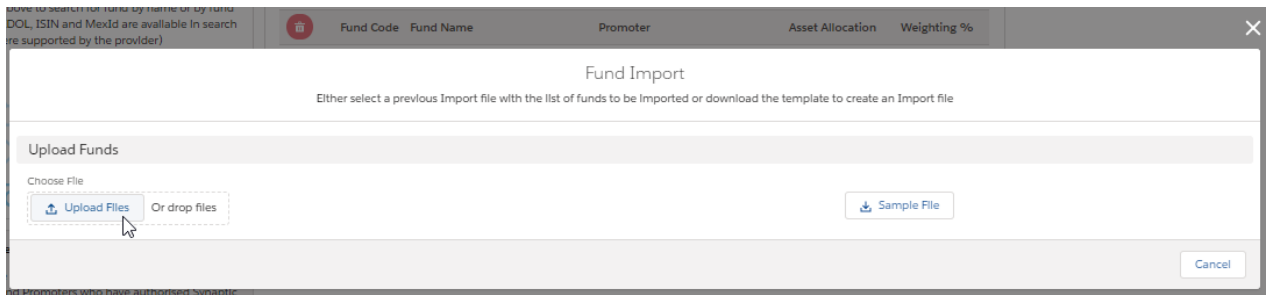 bove to search for fund by name or by fund
DOL, ISIN and MexId are available in search
ere supported by the provider)
Fund Code Fund Name Promoter Asset Allocation Weighting %
Fund Import
Either select a previous Import file with the list of funds to be imported or download the template to create an Import file
Upload Funds
Choose File
Upload Files Or drop files
Sample File
Cancel
nd Promoters who have authorised Synaptic